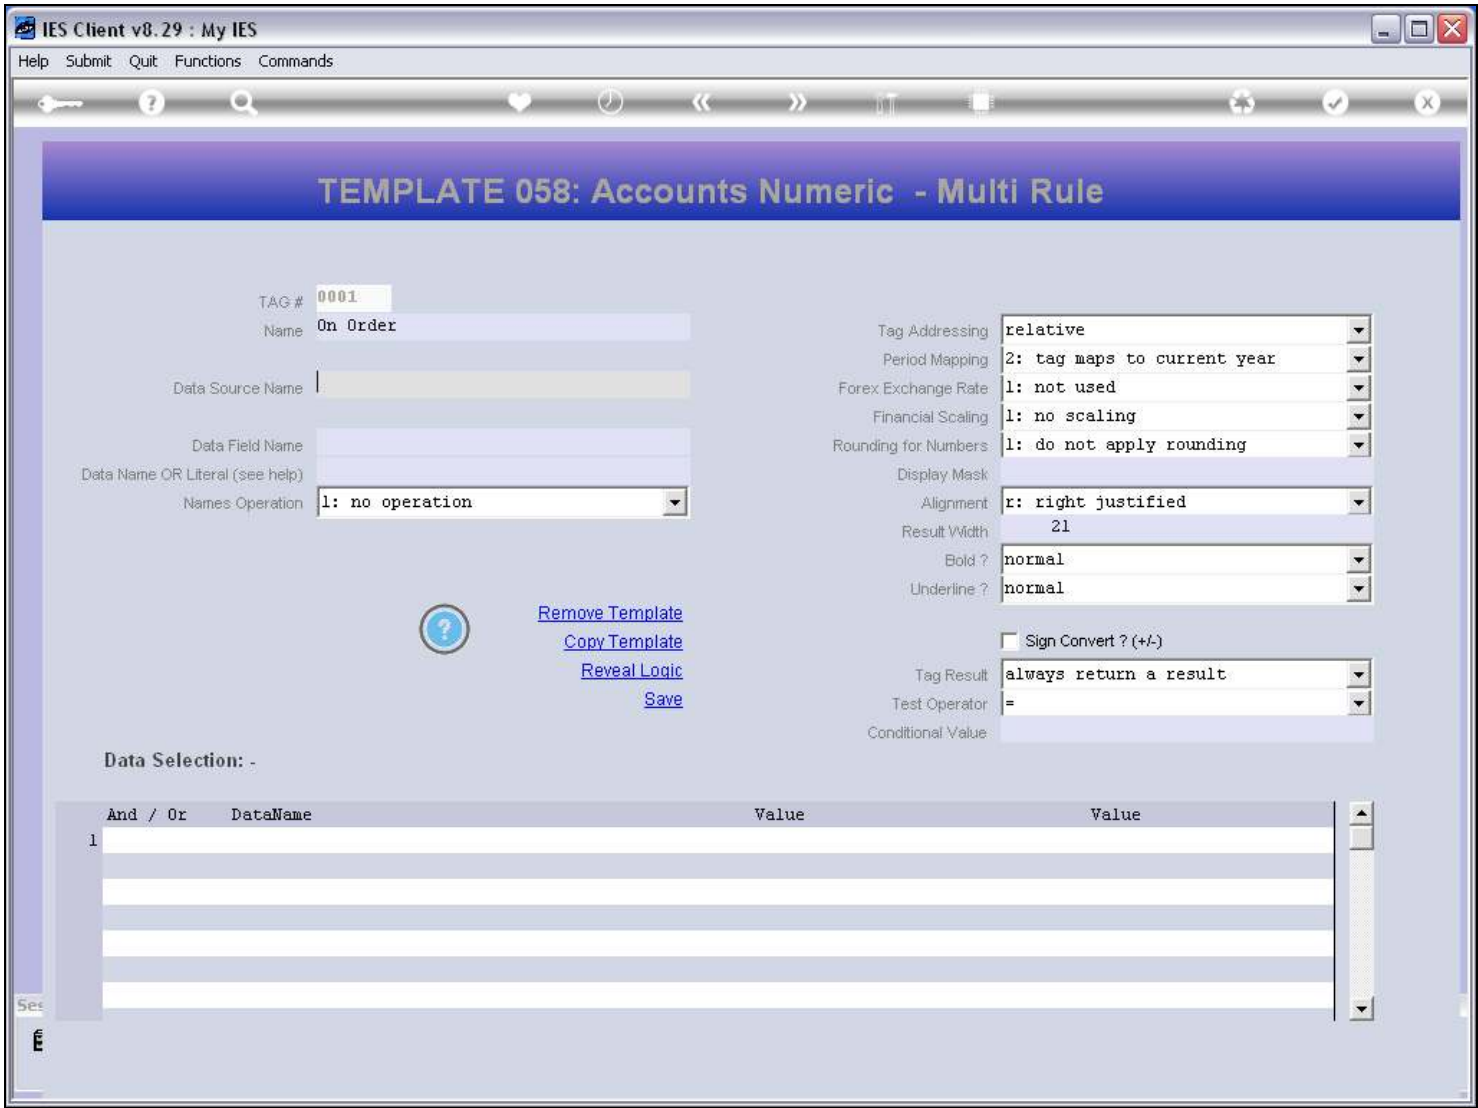 IES Client v8.29 : My IES
Help Submit Quit Functions Commands
TEMPLATE 058: Accounts Numeric - Multi Rule
TAG # 0001
Name On Order
Data Source Name
Data Field Name
Data Name OR Literal (see help)
Names Operation 1: no operation
Remove Template
Copy Template
Reveal Logic
Save
Tag Addressing relative
Period Mapping 2: tag maps to current year
Forex Exchange Rate 1: not used
Financial Scaling 1: no scaling
Rounding for Numbers 1: do not apply rounding
Display Mask
Alignment r: right justified
Result Width 21
Bold ? normal
Underline ? normal
Sign Convert ? (+/-)
Tag Result always return a result
Test Operator =
Conditional Value
Data Selection: -
And / Or DataName Value Value
1
Ses